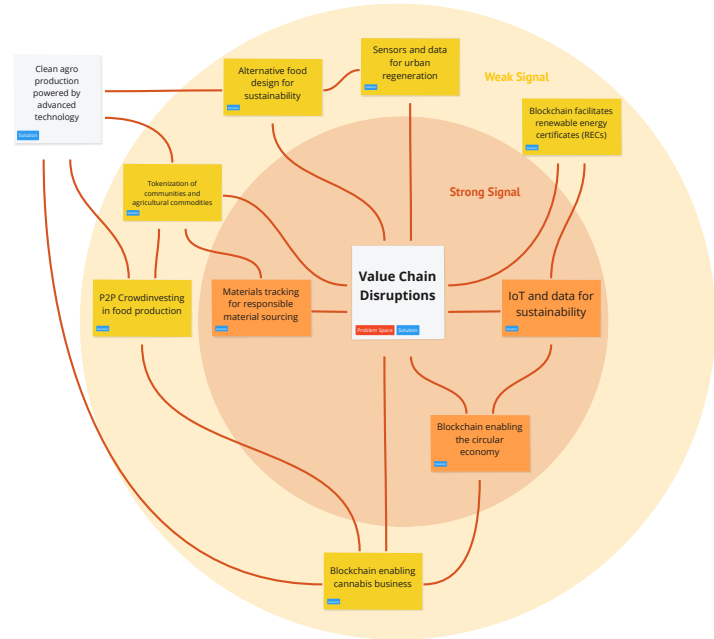 Clean agro
production
powered by
advanced
technology
Solution
Alternative food
design for
sustainability
Sensors and data
for urban
regeneration
Weak Signal
Blockchain facilitates
renewable energy
certificates (RECs)
Strong Signal
Tokenization of
communities and
agricultural commodities
Value Chain
Disruptions
Problem Space
Solution
P2P Crowdinvesting
in food production
Materials tracking
for responsible
material sourcing
IoT and data for
sustainability
Blockchain enabling
the circular
economy
Blockchain enabling
cannabis business